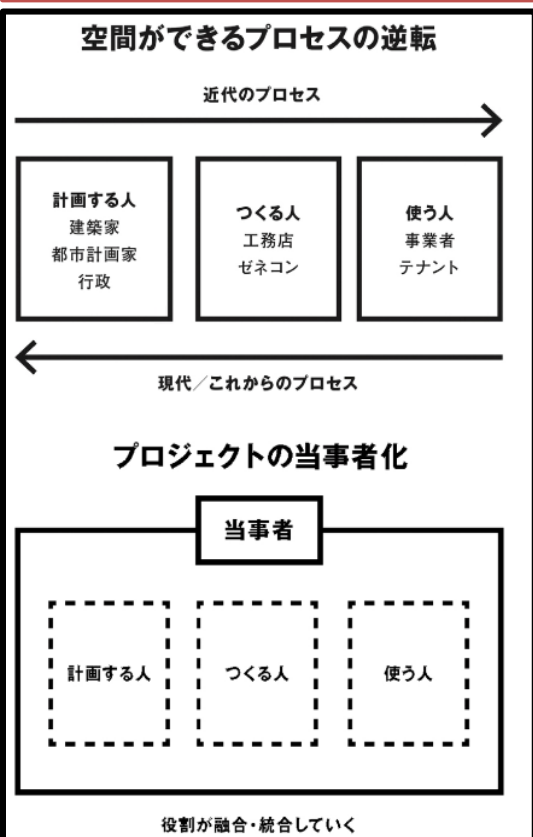 空間ができるプロセスの逆転
近代のプロセス
計画する人
建築家
都市計画家
行政
つくる人
工務店
ゼネコン
使う人
事業者
テナント
現代／これからのプロセス
プロジェクトの当事者化
当事者
計画する人
つくる人
使う人
役割が融合・統合していく